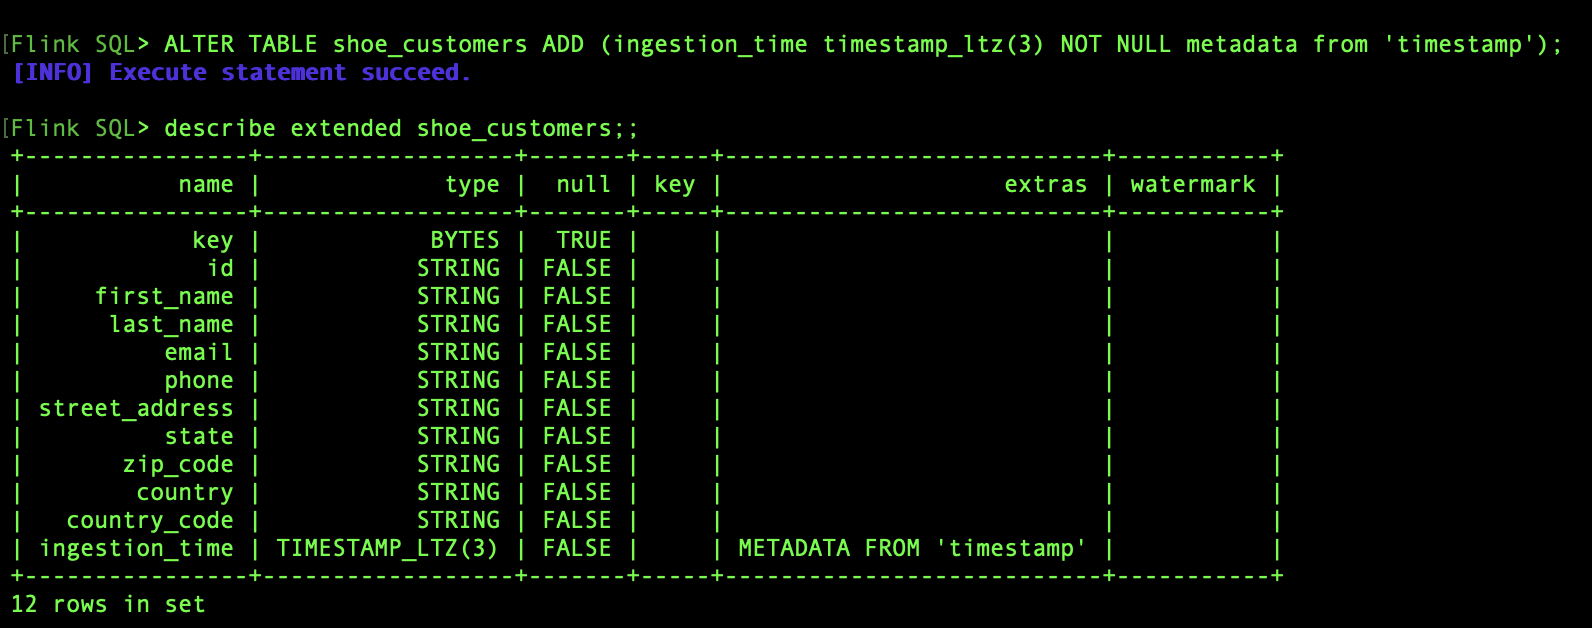 [Flink SQL> ALTER TABLE shoe_customers ADD (ingestion_time timestamp_ltz(3) NOT NULL metadata from 'timestamp');
[INFO] Execute statement succeed.
[Flink SQL> describe extended shoe_customers;;
+----------------+------------------+-------+-----+---------------------------+-----------+
|           name |             type |  null | key |                    extras | watermark |
+----------------+------------------+-------+-----+---------------------------+-----------+
|            key |            BYTES |  TRUE |     |                           |           |
|             id |           STRING | FALSE |     |                           |           |
|     first_name |           STRING | FALSE |     |                           |           |
|      last_name |           STRING | FALSE |     |                           |           |
|          email |           STRING | FALSE |     |                           |           |
|          phone |           STRING | FALSE |     |                           |           |
| street_address |           STRING | FALSE |     |                           |           |
|          state |           STRING | FALSE |     |                           |           |
|       zip_code |           STRING | FALSE |     |                           |           |
|        country |           STRING | FALSE |     |                           |           |
|   country_code |           STRING | FALSE |     |                           |           |
| ingestion_time | TIMESTAMP_LTZ(3) | FALSE |     | METADATA FROM 'timestamp' |           |
+----------------+------------------+-------+-----+---------------------------+-----------+
12 rows in set